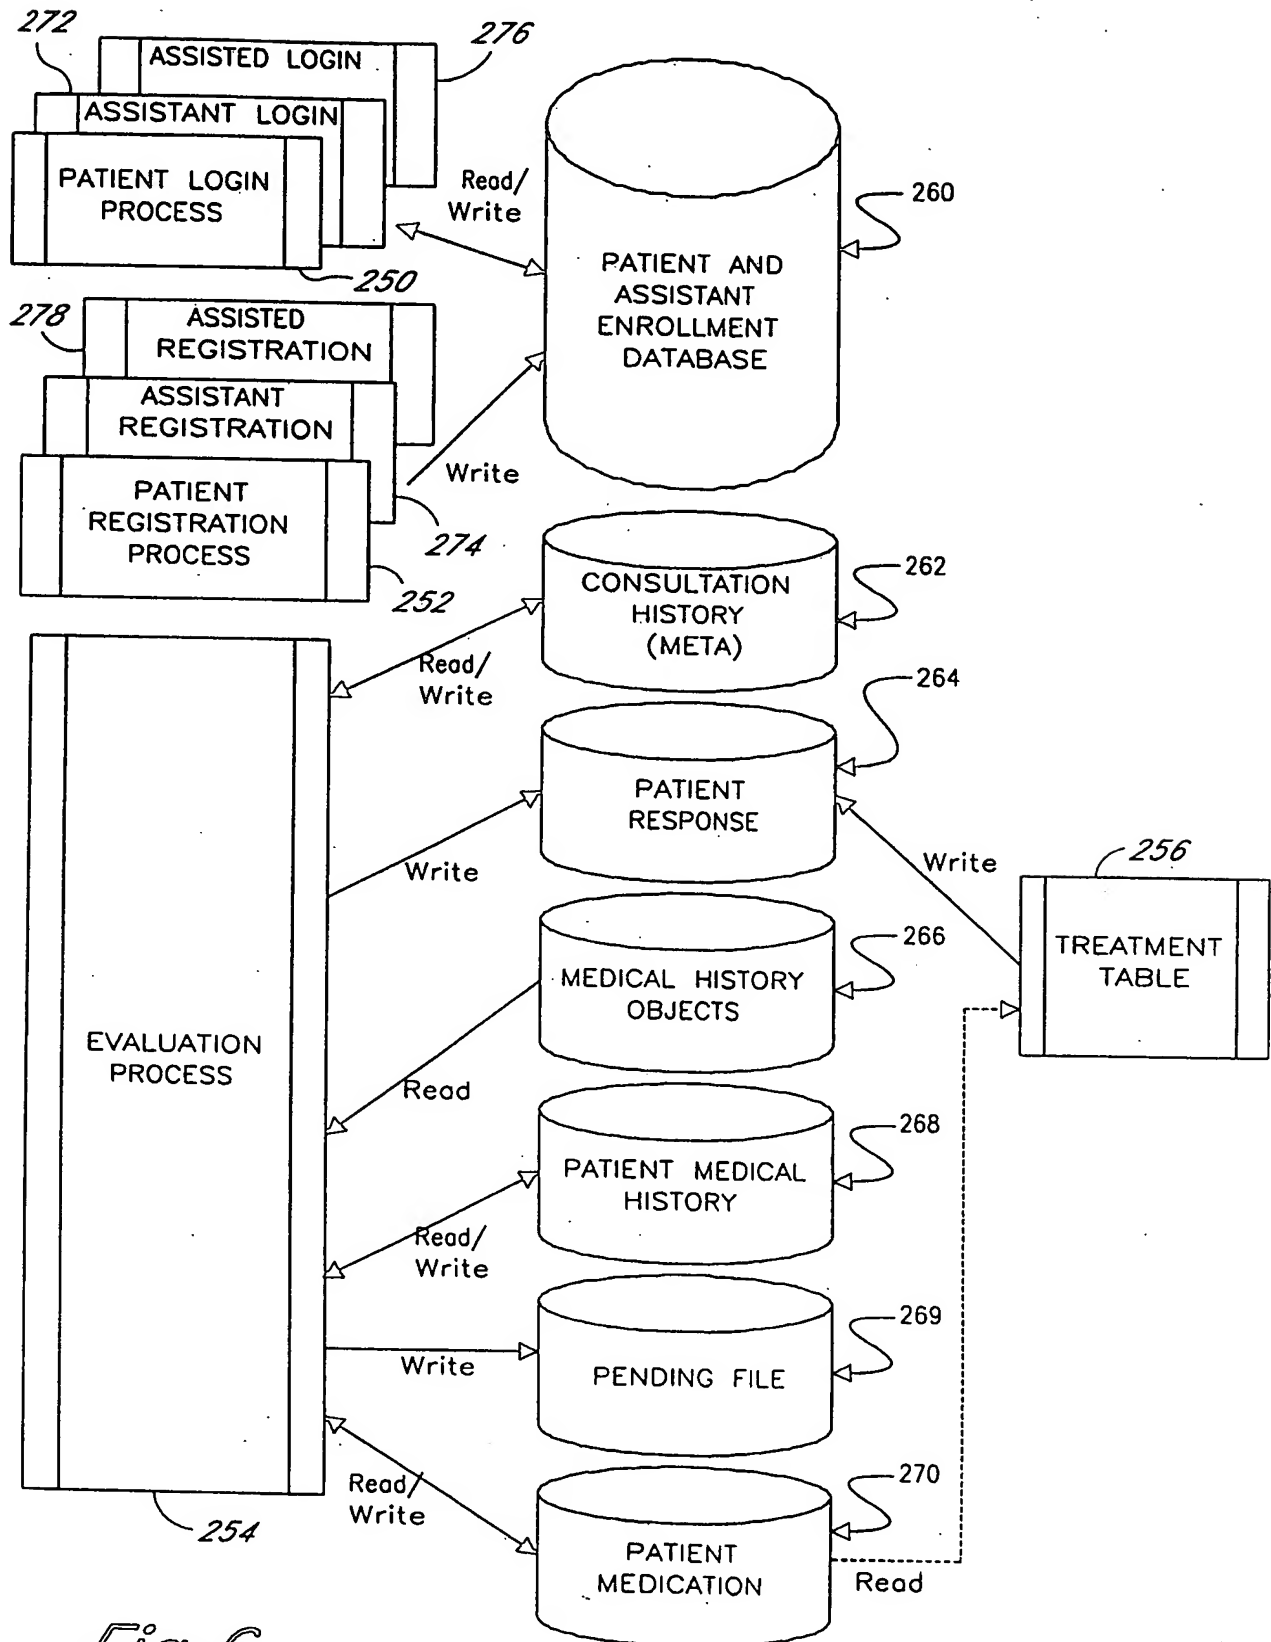 272
276
ASSISTED LOGIN
ASSISTANT LOGIN
PATIENT LOGIN
PROCESS
250
Read/
Write
260
PATIENT AND
ASSISTANT
ENROLLMENT
DATABASE
278
ASSISTED
REGISTRATION
ASSISTANT
REGISTRATION
PATIENT
REGISTRATION
PROCESS
274
252
Write
CONSULTATION
HISTORY
(META)
262
Read/
Write
264
PATIENT
RESPONSE
Write
Write
256
TREATMENT
TABLE
266
MEDICAL HISTORY
OBJECTS
EVALUATION
PROCESS
Read
268
PATIENT MEDICAL
HISTORY
Read/
Write
269
Write
PENDING FILE
270
Read/
Write
254
PATIENT
MEDICATION
Read